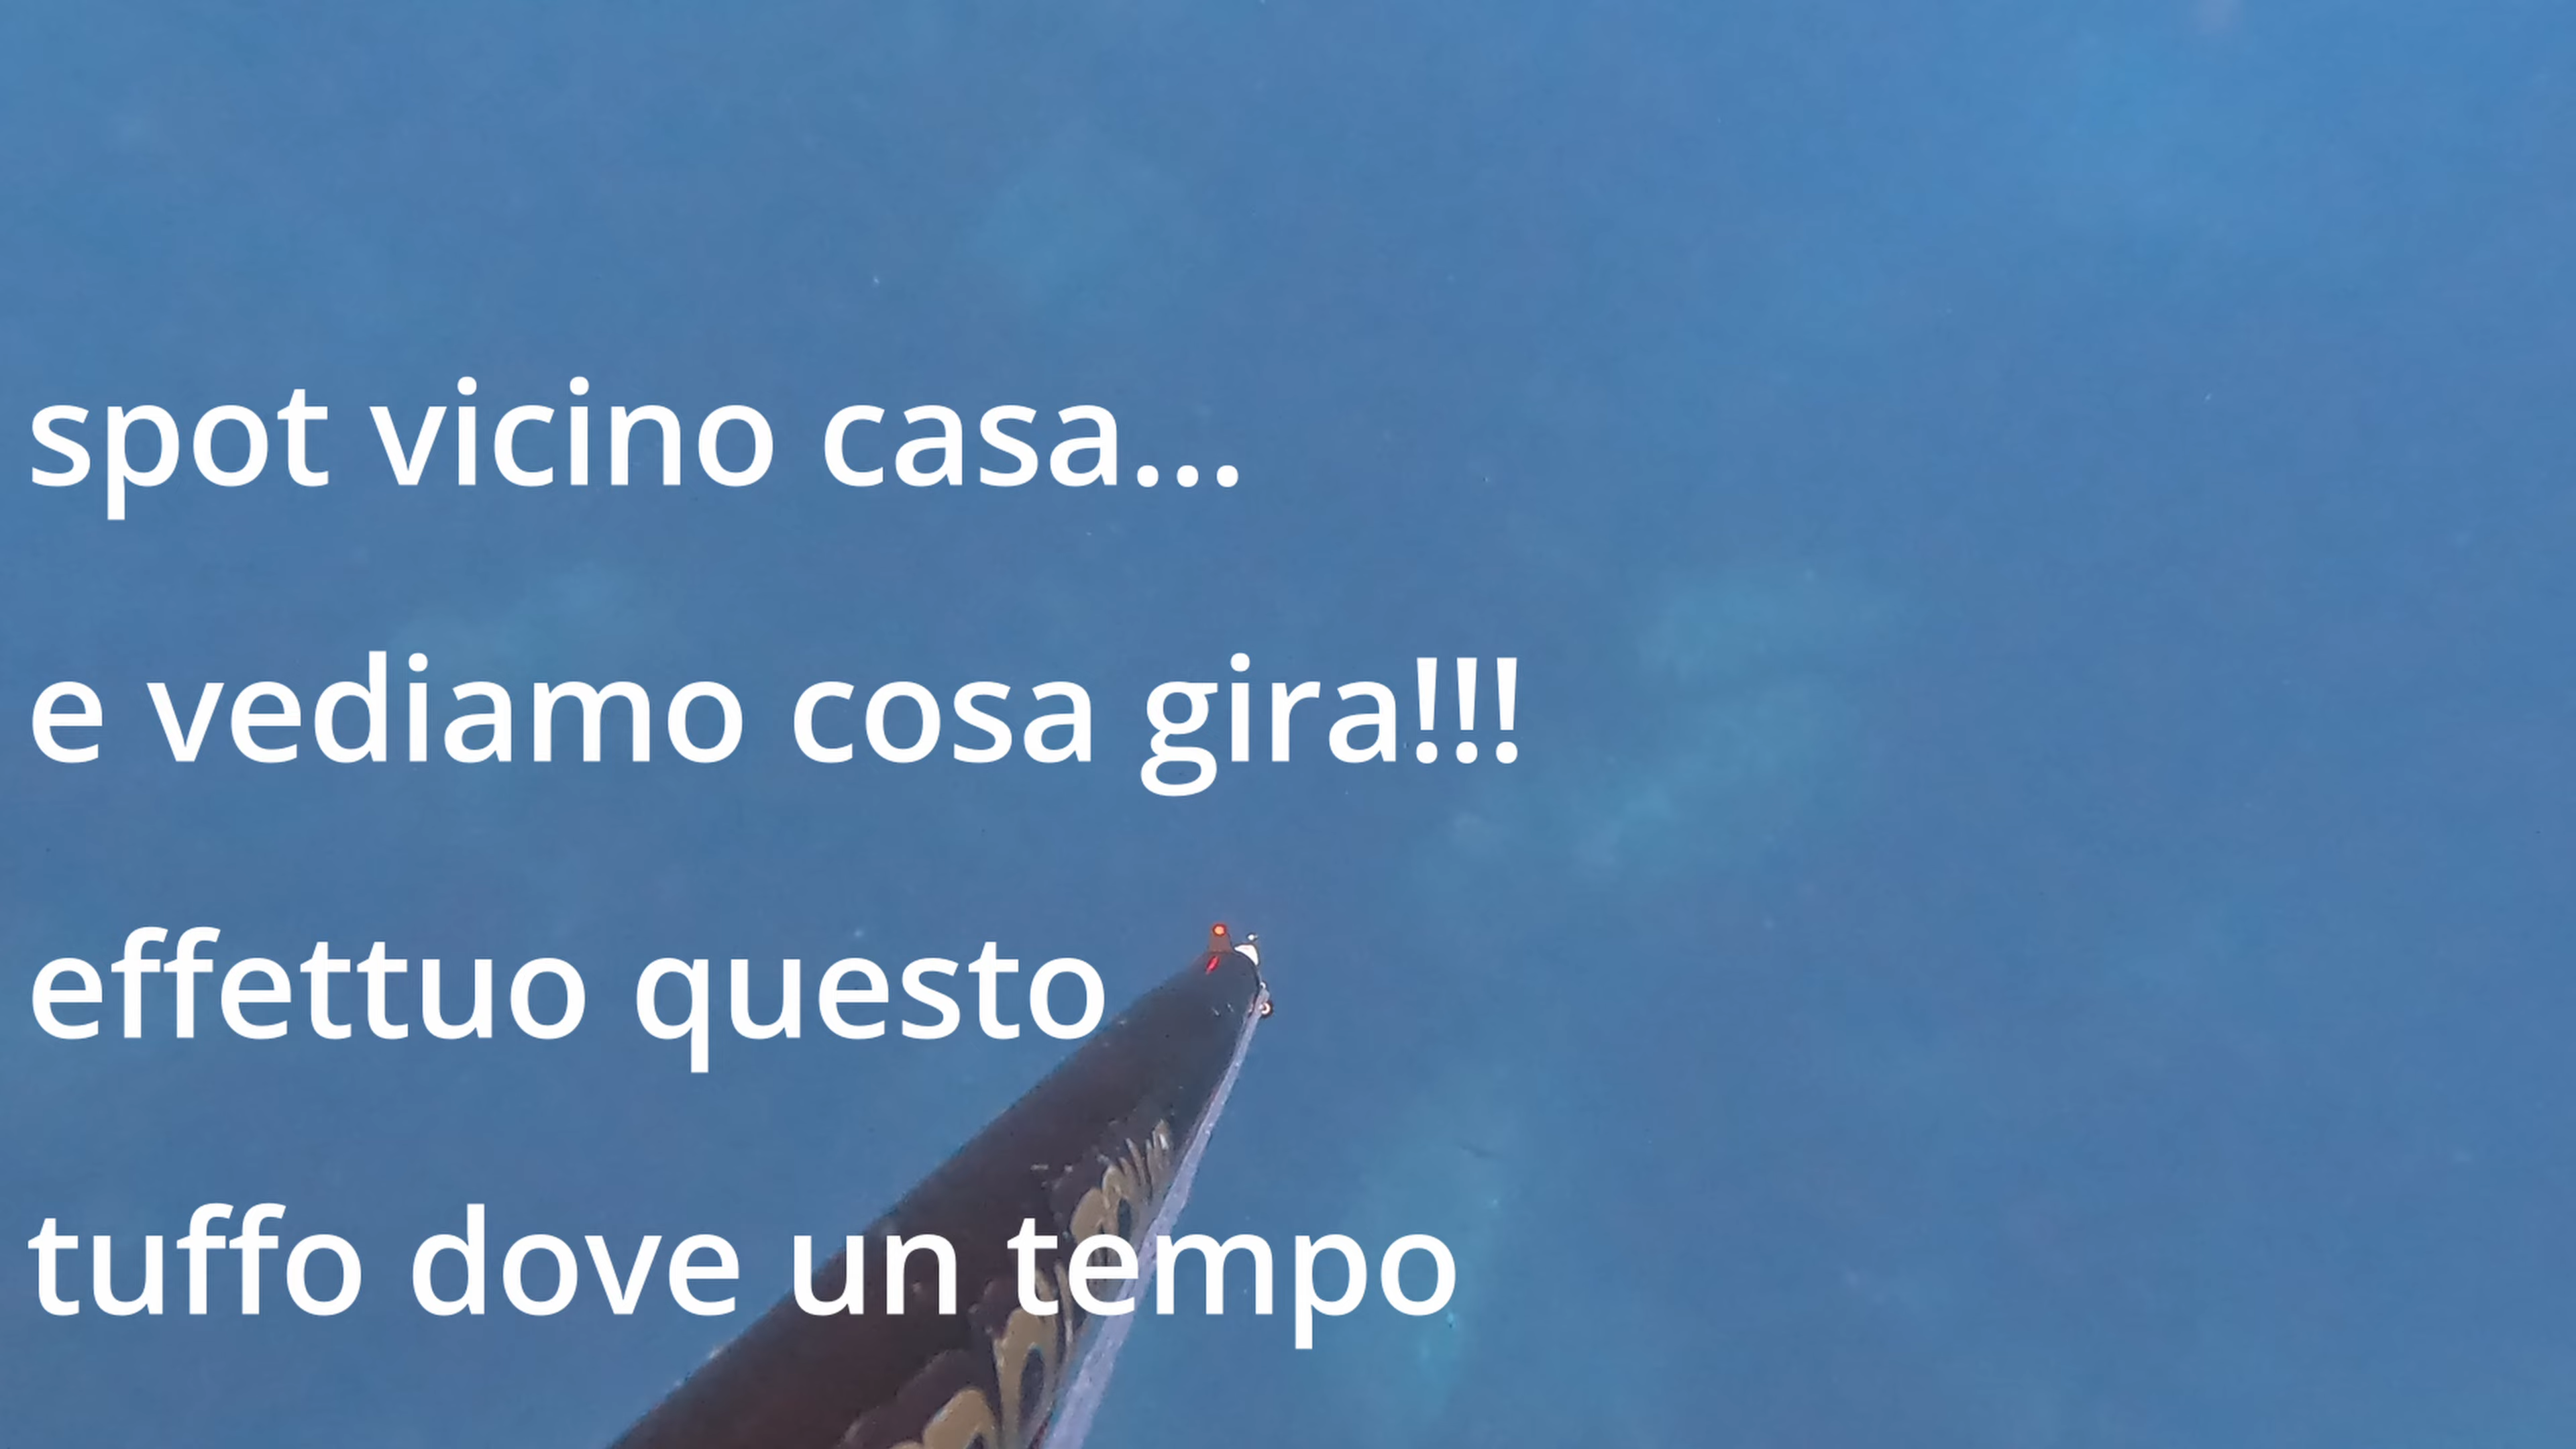 spot vicino casa...
e vediamo cosa gira!!!
effettuo questo
tuffo dove un tempo